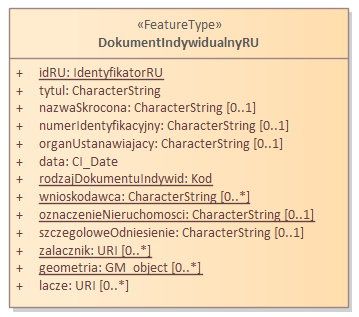 «FeatureType»
DokumentIndywidualnyRU
+ idRU: IdentyfikatorRU
+ tytul: CharacterString
+ nazwaSkrocona: CharacterString [0..1]
+ numerIdentyfikacyjny: CharacterString [0..1]
+ organUstanawiajacy: CharacterString [0..1]
+ data: CI_Date
+ rodzajDokumentuIndywid: Kod
+ wnioskodawca: CharacterString [0..*]
+ oznaczenieNieruchomosci: CharacterString [0..1]
+ szczegoloweOdniesienie: CharacterString [0..1]
+ zalacznik: URI [0..*]
+ geometria: GM_object [0..*]
+ lacze: URI [0..*]